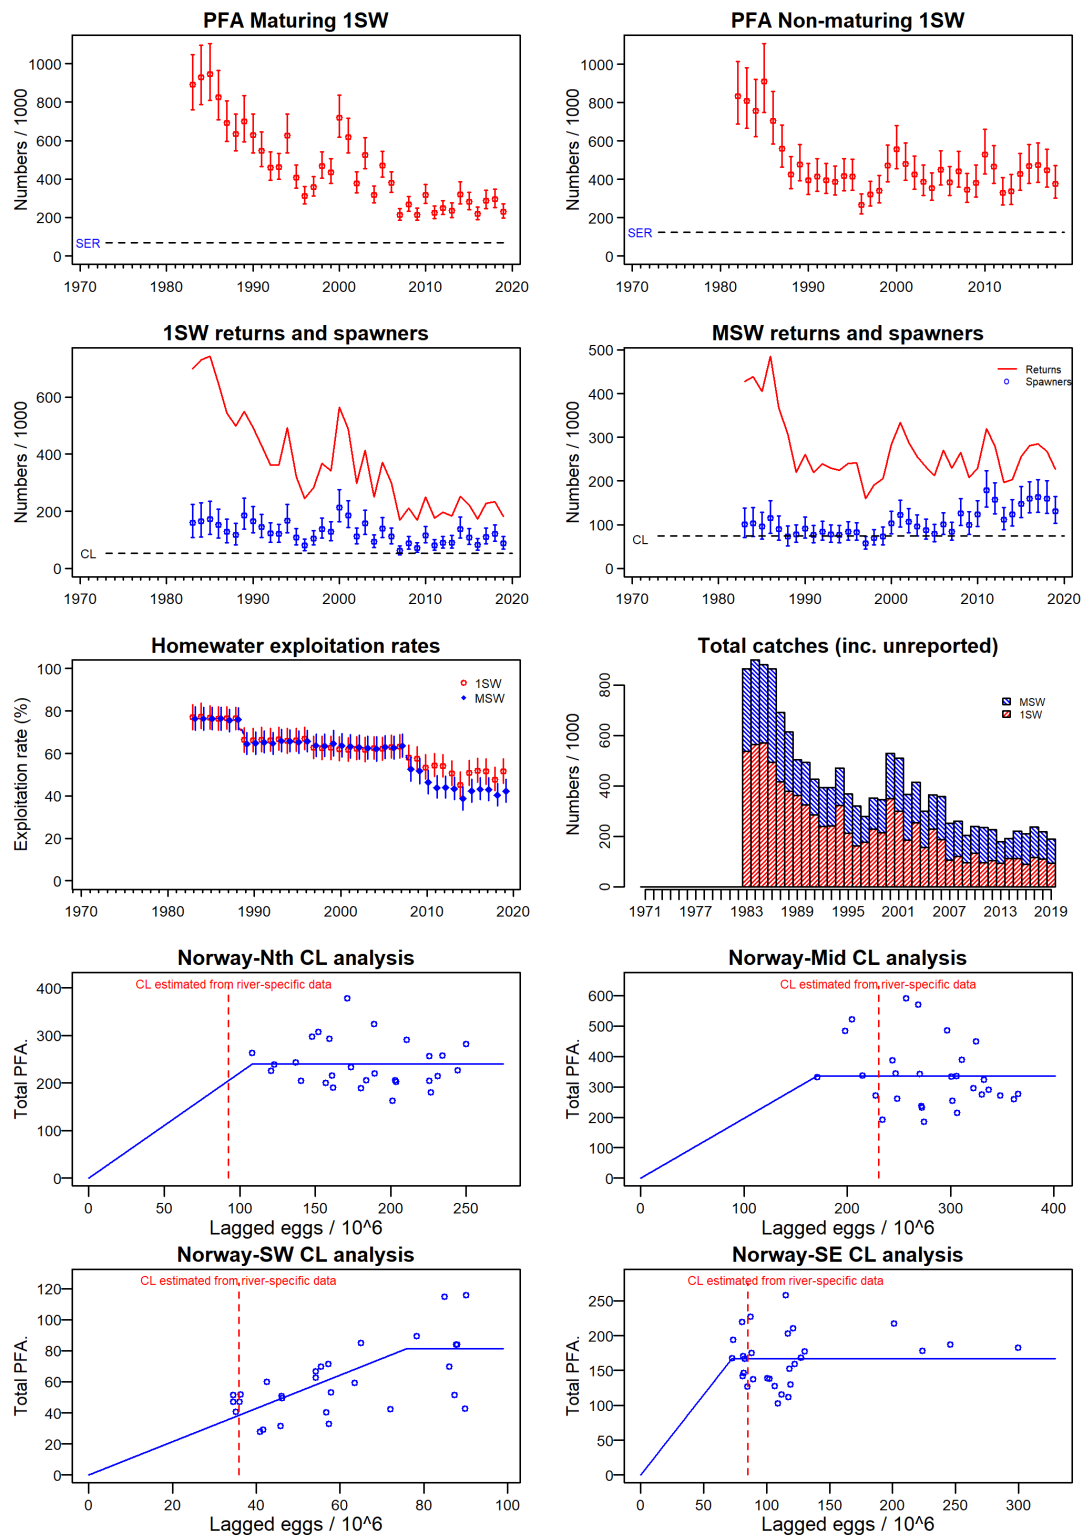 PFA Maturing 1SW
Numbers / 1000
1000
800
600
400
200
0
SER
1970 1980 1990 2000 2010 2020
PFA Non-maturing 1SW
Numbers / 1000
1000
800
600
400
200
0
SER
1970 1980 1990 2000 2010
1SW returns and spawners
Numbers / 1000
600
400
200
0
CL
1970 1980 1990 2000 2010 2020
MSW returns and spawners
Numbers / 1000
500
400
300
200
100
0
Returns
Spawners
CL
1970 1980 1990 2000 2010 2020
Homewater exploitation rates
Exploitation rate (%)
100
80
60
40
20
0
1SW
MSW
1970 1980 1990 2000 2010 2020
Total catches (inc. unreported)
Numbers / 1000
800
600
400
200
0
MSW
1SW
1971 1977 1983 1989 1995 2001 2007 2013 2019
Norway-Nth CL analysis
CL estimated from river-specific data
Total PFA.
400
300
200
100
0
0 50 100 150 200 250
Lagged eggs / 10^6
Norway-Mid CL analysis
CL estimated from river-specific data
Total PFA.
600
500
400
300
200
100
0
0 100 200 300 400
Lagged eggs / 10^6
Norway-SW CL analysis
CL estimated from river-specific data
Total PFA.
120
100
80
60
40
20
0
0 20 40 60 80 100
Lagged eggs / 10^6
Norway-SE CL analysis
CL estimated from river-specific data
Total PFA.
250
200
150
100
50
0
0 50 100 150 200 250 300
Lagged eggs / 10^6